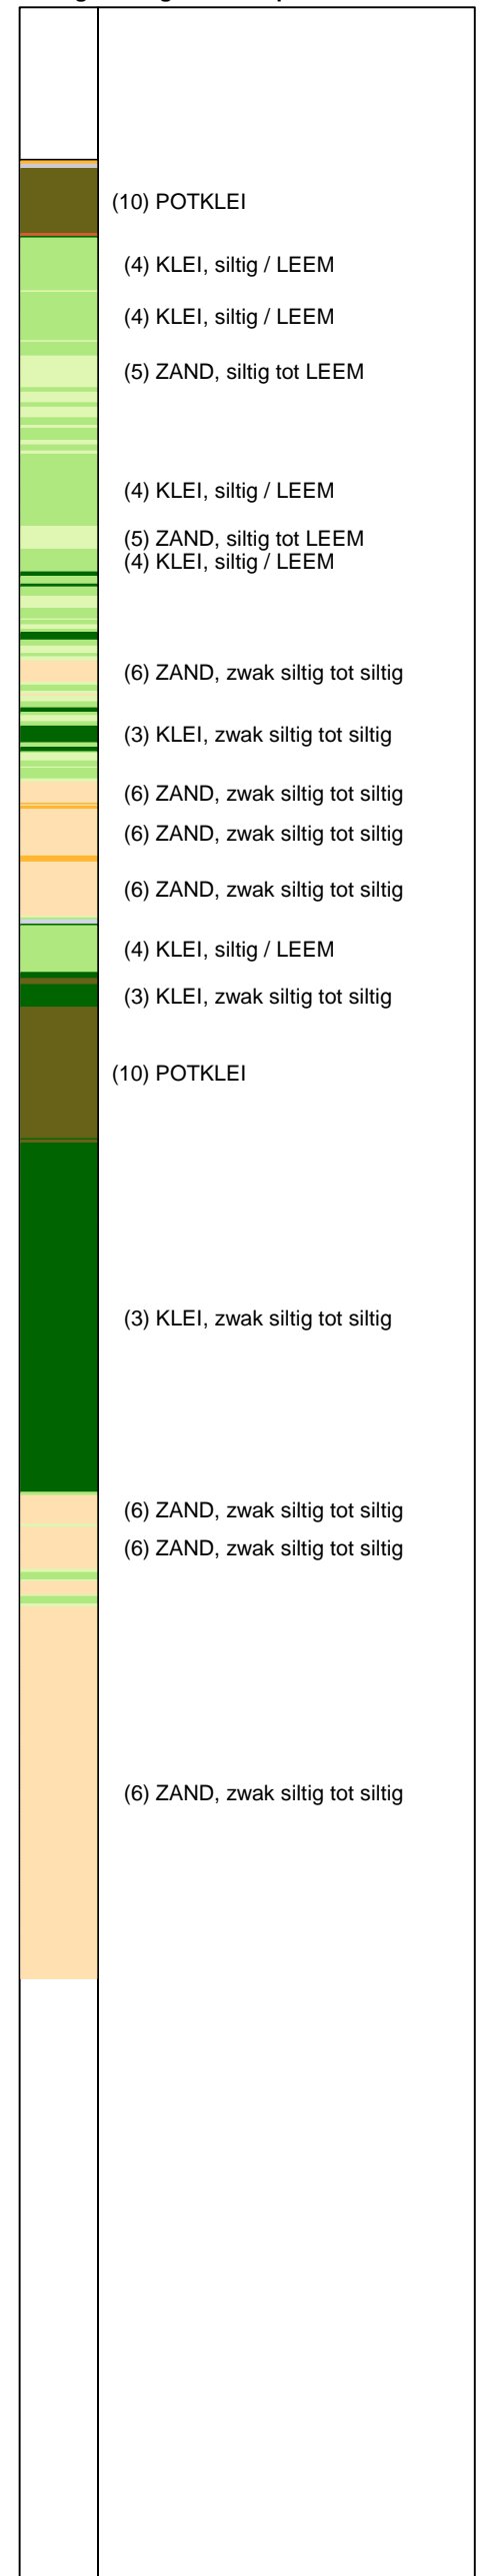 (10) POTKLEI
(4) KLEI, siltig / LEEM
(4) KLEI, siltig / LEEM
(5) ZAND, siltig tot LEEM
(4) KLEI, siltig / LEEM
(5) ZAND, siltig tot LEEM
(4) KLEI, siltig / LEEM
(6) ZAND, zwak siltig tot siltig
(3) KLEI, zwak siltig tot siltig
(6) ZAND, zwak siltig tot siltig
(6) ZAND, zwak siltig tot siltig
(6) ZAND, zwak siltig tot siltig
(4) KLEI, siltig / LEEM
(3) KLEI, zwak siltig tot siltig
(10) POTKLEI
(3) KLEI, zwak siltig tot siltig
(6) ZAND, zwak siltig tot siltig
(6) ZAND, zwak siltig tot siltig
(6) ZAND, zwak siltig tot siltig